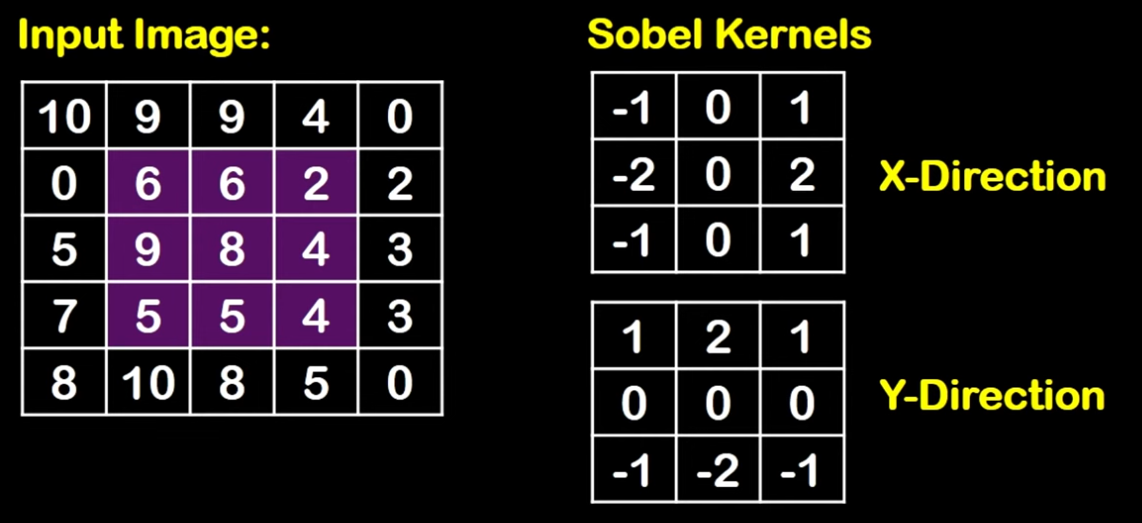 Input Image:
10 9 9 4 0
0 6 6 2 2
5 9 8 4 3
7 5 5 4 3
8 10 8 5 0
Sobel Kernels
-1 0 1
-2 0 2
-1 0 1
X-Direction
1 2 1
0 0 0
-1 -2 -1
Y-Direction